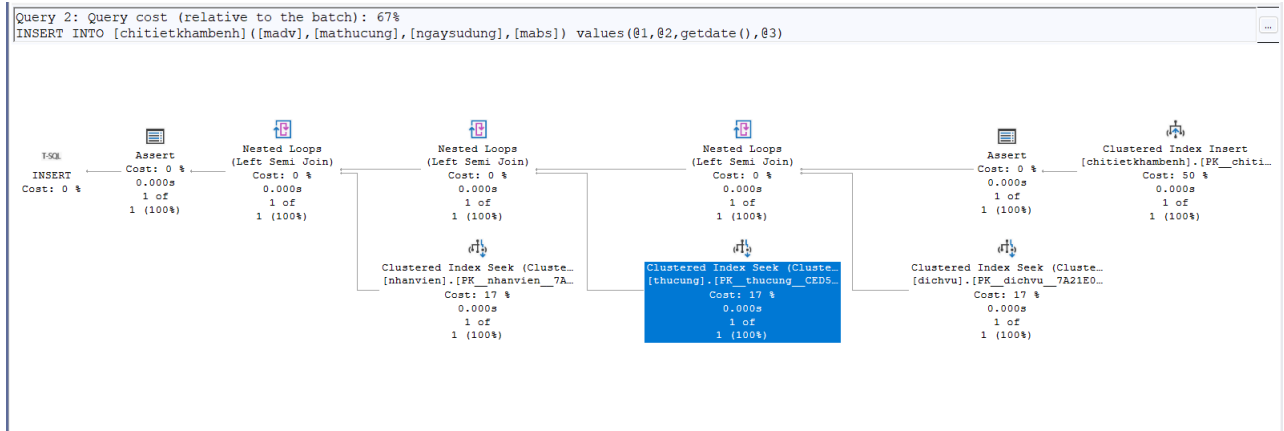 Query 2: Query cost (relative to the batch): 67%
INSERT INTO [chitietkhambenh]([madv],[mathucung],[ngaysudung],[mabs]) values(@1,@2,getdate(),@3)
...
T-SQL
INSERT
Cost: 0 %
Assert
Cost: 0 %
0.000s
1 of
1 (100%)
Nested Loops
(Left Semi Join)
Cost: 0 %
0.000s
1 of
1 (100%)
Nested Loops
(Left Semi Join)
Cost: 0 %
0.000s
1 of
1 (100%)
Nested Loops
(Left Semi Join)
Cost: 0 %
0.000s
1 of
1 (100%)
Assert
Cost: 0 %
0.000s
1 of
1 (100%)
Clustered Index Insert
[chitietkhambenh].[PK__chiti...
Cost: 50 %
0.000s
1 of
1 (100%)
Clustered Index Seek (Cluste...
[nhanvien].[PK__nhanvien__7A...
Cost: 17 %
0.000s
1 of
1 (100%)
Clustered Index Seek (Cluste...
[thucung].[PK__thucung__CED5...
Cost: 17 %
0.000s
1 of
1 (100%)
Clustered Index Seek (Cluste...
[dichvu].[PK__dichvu__7A21E0...
Cost: 17 %
0.000s
1 of
1 (100%)